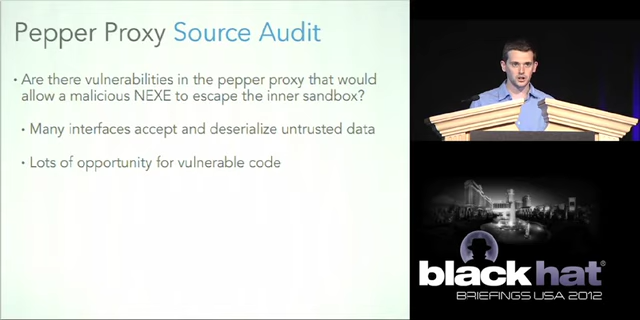 Pepper Proxy Source Audit
• Are there vulnerabilities in the pepper proxy that would
allow a malicious NEXE to escape the inner sandbox?
• Many interfaces accept and deserialize untrusted data
• Lots of opportunity for vulnerable code
black hat®
BRIEFINGS USA 2012